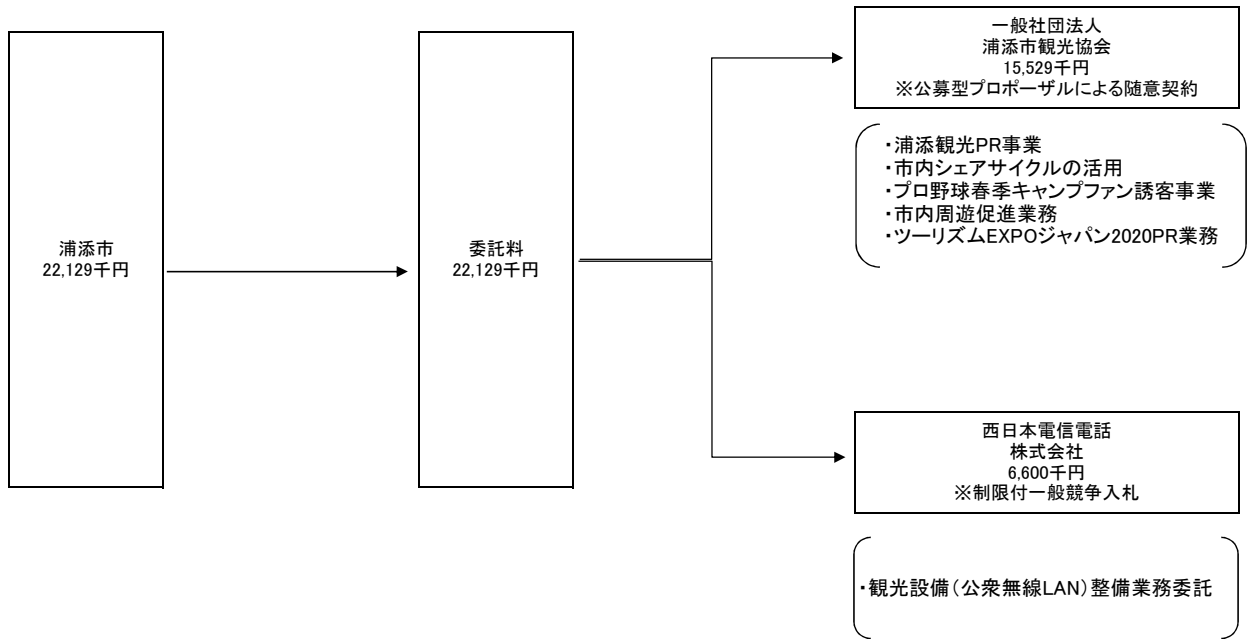 浦添市
22,129千円
委託料
22,129千円
一般社団法人
浦添市観光協会
15,529千円
※公募型プロポーザルによる随意契約
・浦添観光PR事業
・市内シェアサイクルの活用
・プロ野球春季キャンプファン誘客事業
・市内周遊促進業務
・ツーリズムEXPOジャパン2020PR業務
西日本電信電話
株式会社
6,600千円
※制限付一般競争入札
・観光設備(公衆無線LAN)整備業務委託